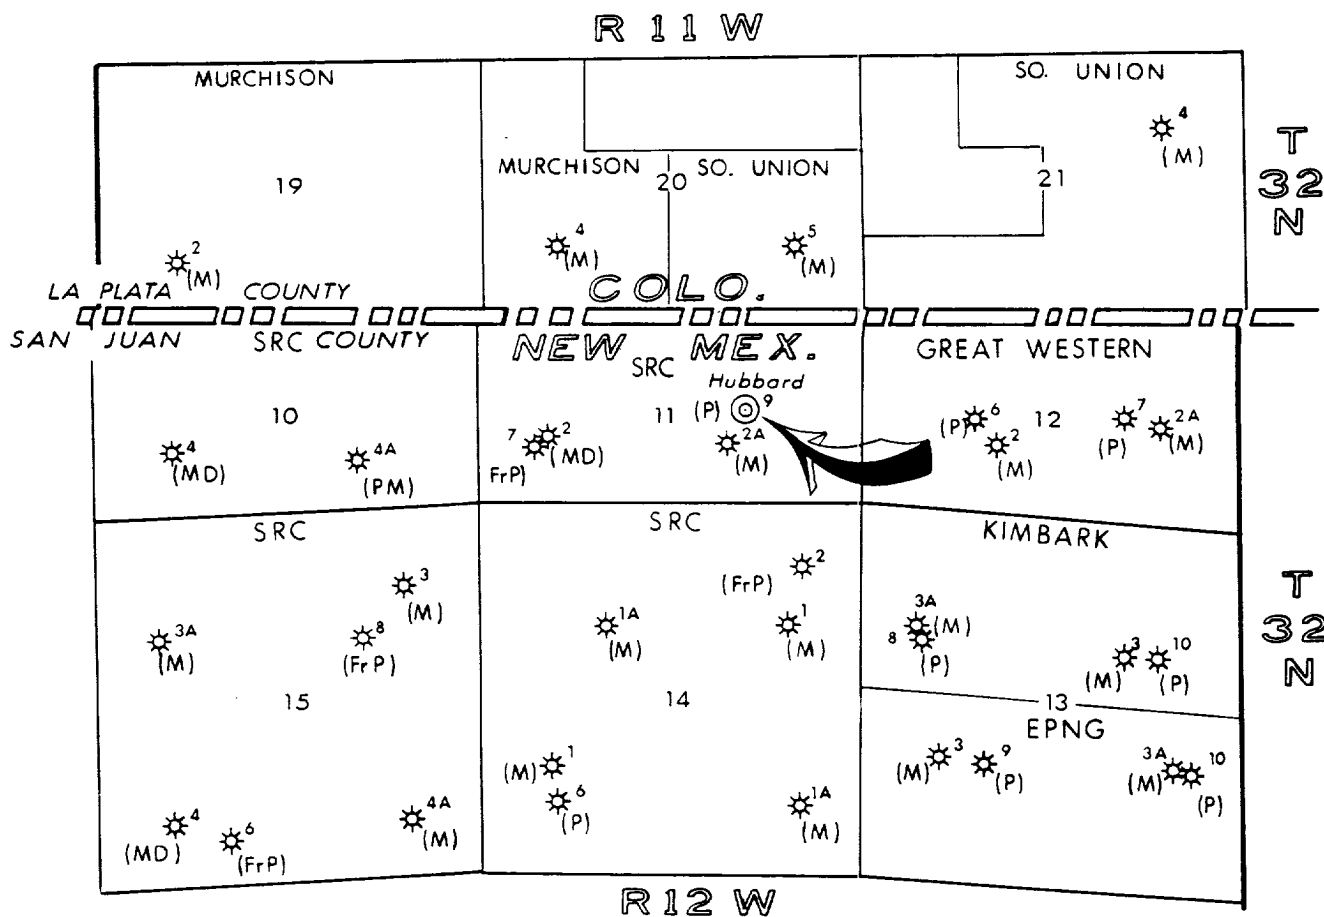 R 11 W
MURCHISON
SO. UNION
4
(M)
T
32
N
MURCHISON
SO. UNION
19
20
21
4
(M)
5
(M)
2
(M)
LA PLATA COUNTY
COLO.
SAN JUAN COUNTY
NEW MEX.
SRC
SRC
GREAT WESTERN
Hubbard
10
(P)
9
11
12
6
(P)
2
(M)
7
(P)
2A
(M)
4
(MD)
4A
(PM)
7
FrP)
2
(MD)
2A
(M)
SRC
SRC
KIMBARK
3
(M)
2
(FrP)
3A
(M)
8
(FrP)
1A
(M)
1
(M)
3A
(M)
8
(P)
3
(M)
10
(P)
T
32
N
15
14
13
EPNG
1
(M)
6
(P)
3
(M)
9
(P)
3A
(M)
10
(P)
4
(MD)
6
(FrP)
4A
(M)
1A
(M)
R 12 W